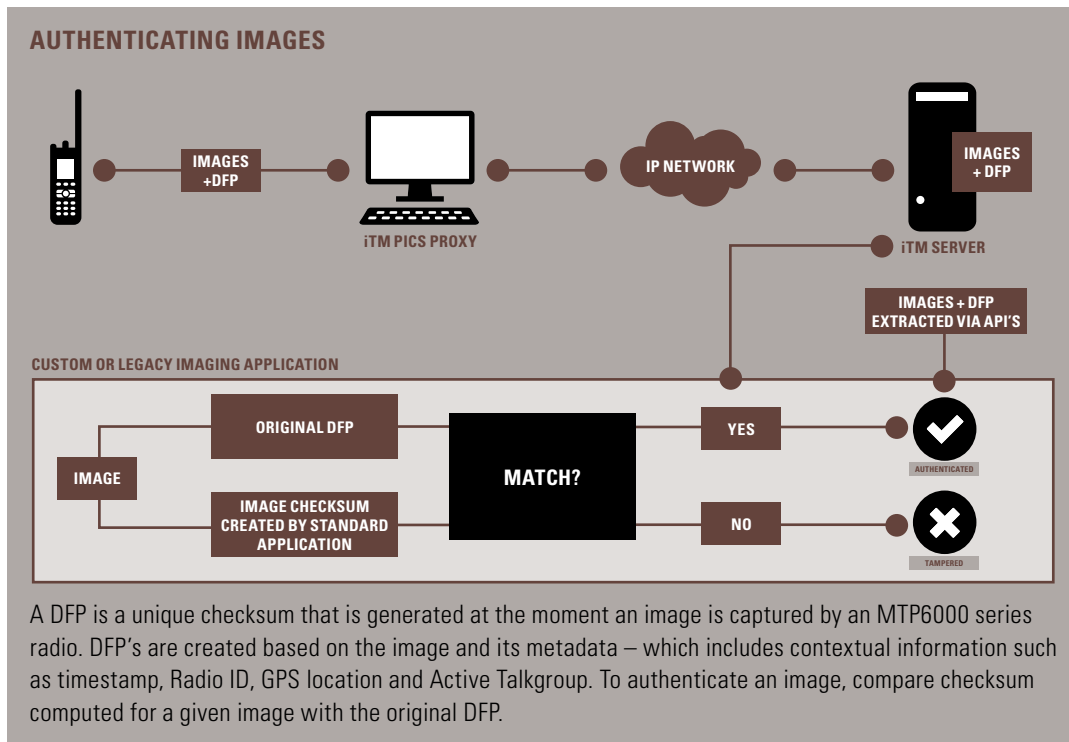 AUTHENTICATING IMAGES
IMAGES
+DFP
IP NETWORK
IMAGES
+ DFP
iTM PICS PROXY
iTM SERVER
IMAGES + DFP
EXTRACTED VIA API'S
CUSTOM OR LEGACY IMAGING APPLICATION
ORIGINAL DFP
YES
AUTHENTICATED
IMAGE
MATCH?
IMAGE CHECKSUM
CREATED BY STANDARD
APPLICATION
NO
TAMPERED
A DFP is a unique checksum that is generated at the moment an image is captured by an MTP6000 series
radio. DFP's are created based on the image and its metadata – which includes contextual information such
as timestamp, Radio ID, GPS location and Active Talkgroup. To authenticate an image, compare checksum
computed for a given image with the original DFP.